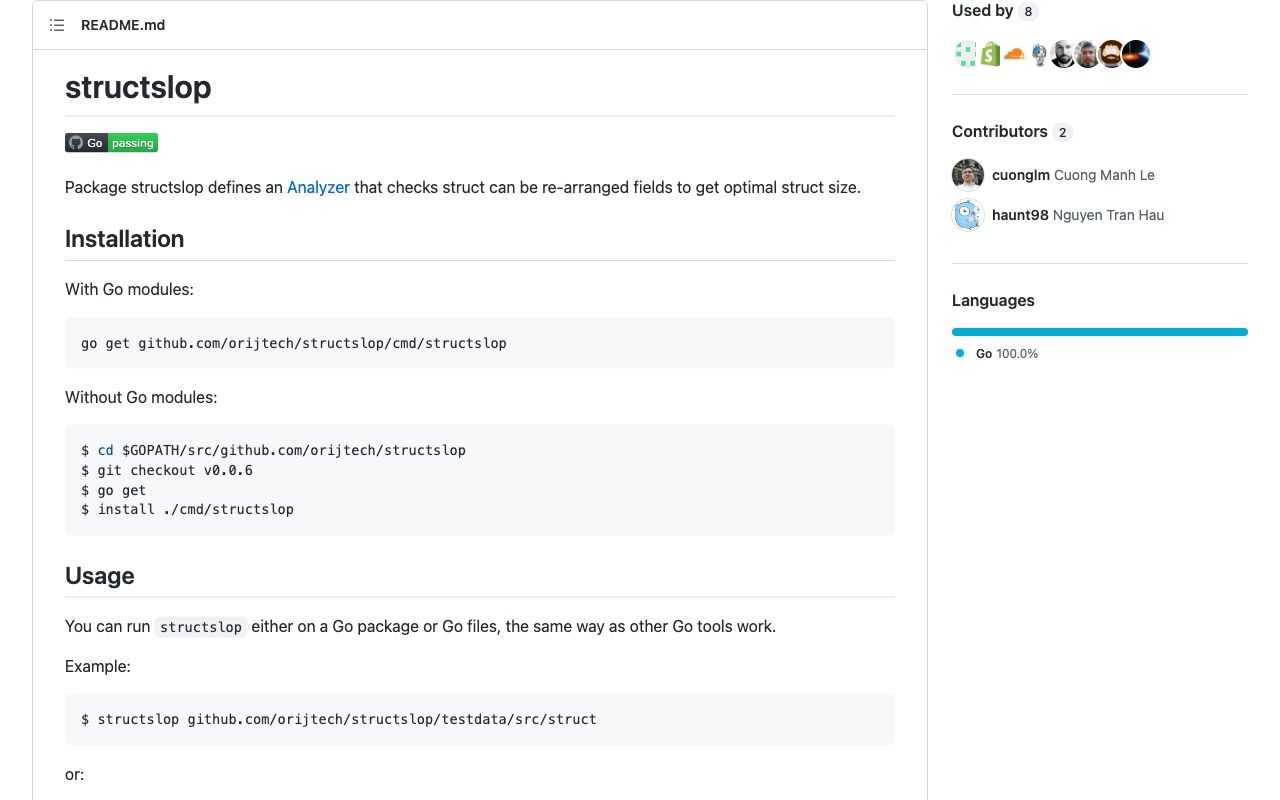 README.md
structslop
Go passing
Package structslop defines an Analyzer that checks struct can be re-arranged fields to get optimal struct size.
Installation
With Go modules:
go get github.com/orijtech/structslop/cmd/structslop
Without Go modules:
$ cd $GOPATH/src/github.com/orijtech/structslop
$ git checkout v0.0.6
$ go get
$ install ./cmd/structslop
Usage
You can run structslop either on a Go package or Go files, the same way as other Go tools work.
Example:
$ structslop github.com/orijtech/structslop/testdata/src/struct
or:
Used by 8
Contributors 2
cuonglm Cuong Manh Le
haunt98 Nguyen Tran Hau
Languages
Go 100.0%